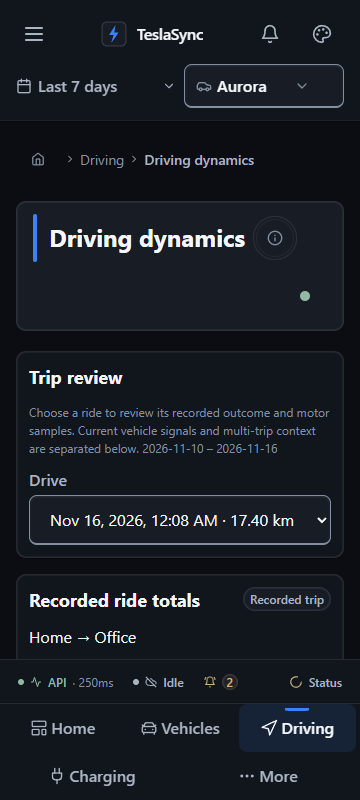 TeslaSync
Last 7 days
Aurora
Driving
Driving dynamics
Driving dynamics
Trip review
Choose a ride to review its recorded outcome and motor
samples. Current vehicle signals and multi-trip context
are separated below. 2026-11-10 – 2026-11-16
Drive
Nov 16, 2026, 12:08 AM · 17.40 km
Recorded ride totals
Recorded trip
Home → Office
API · 250ms
Idle
2
Status
Home
Vehicles
Driving
Charging
More